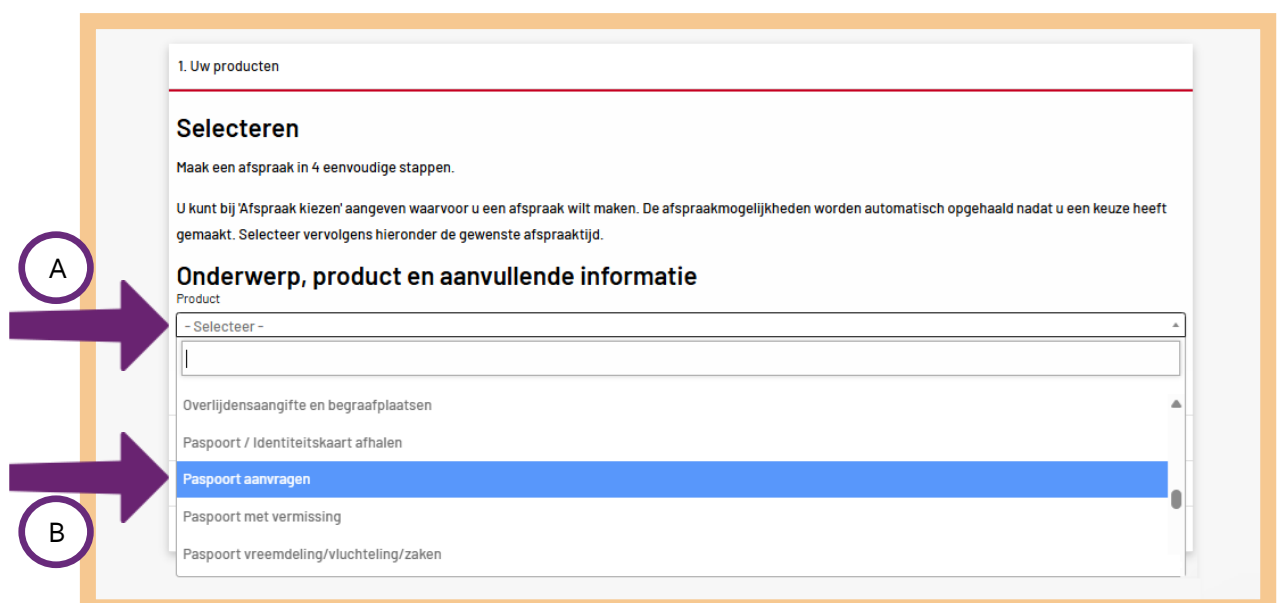 1. Uw producten
Selecteren
Maak een afspraak in 4 eenvoudige stappen.
U kunt bij 'Afspraak kiezen' aangeven waarvoor u een afspraak wilt maken. De afspraakmogelijkheden worden automatisch opgehaald nadat u een keuze heeft
gemaakt. Selecteer vervolgens hieronder de gewenste afspraaktijd.
A
Onderwerp, product en aanvullende informatie
Product
- Selecteer -
Overlijdensaangifte en begraafplaatsen
Paspoort / Identiteitskaart afhalen
Paspoort aanvragen
Paspoort met vermissing
B
Paspoort vreemdeling/vluchteling/zaken